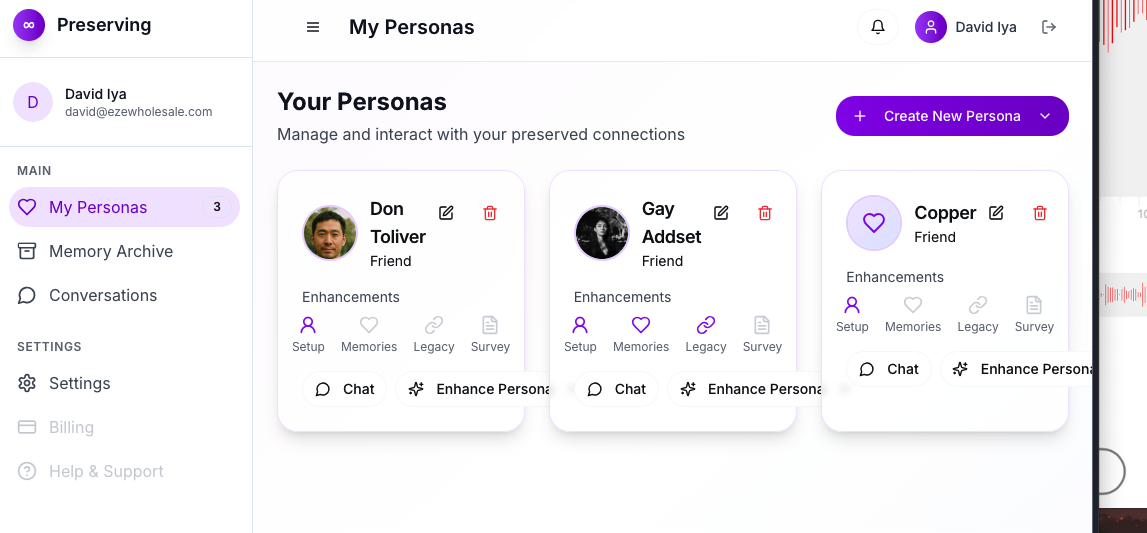 ∞ Preserving
My Personas
David Iya
D
David Iya
david@ezewholesale.com
MAIN
My Personas 3
Memory Archive
Conversations
SETTINGS
Settings
Billing
Help & Support
Your Personas
Manage and interact with your preserved connections
Create New Persona
Don
Toliver
Friend
Enhancements
Setup Memories Legacy Survey
Chat Enhance Persona
Gay
Addset
Friend
Enhancements
Setup Memories Legacy Survey
Chat Enhance Persona
Copper
Friend
Enhancements
Setup Memories Legacy Survey
Chat Enhance Persona